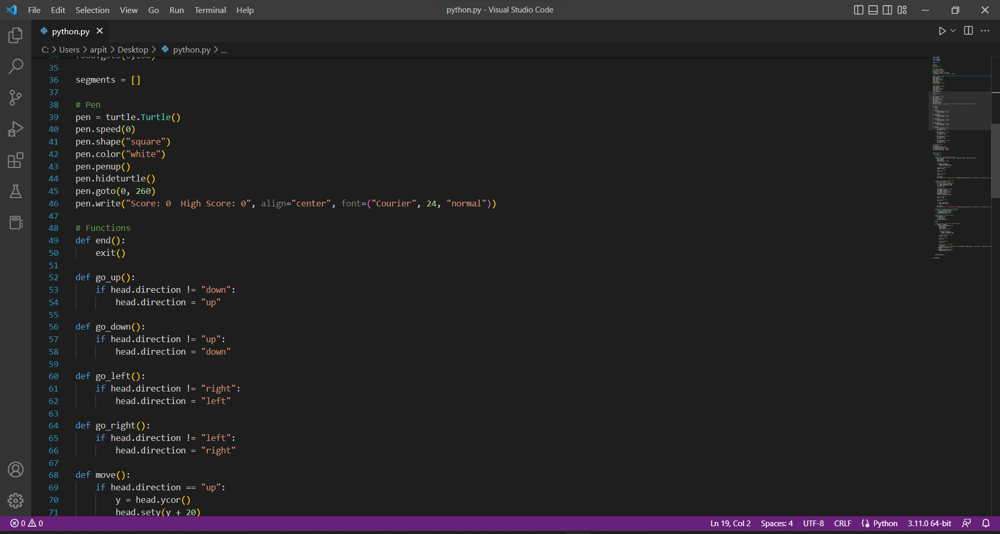 File Edit Selection View Go Run Terminal Help python.py - Visual Studio Code
python.py
C: > Users > arpit > Desktop > python.py > ...
35
36 segments = []
37
38 # Pen
39 pen = turtle.Turtle()
40 pen.speed(0)
41 pen.shape("square")
42 pen.color("white")
43 pen.penup()
44 pen.hideturtle()
45 pen.goto(0, 260)
46 pen.write("Score: 0  High Score: 0", align="center", font=("Courier", 24, "normal"))
47
48 # Functions
49 def end():
50     exit()
51
52 def go_up():
53     if head.direction != "down":
54         head.direction = "up"
55
56 def go_down():
57     if head.direction != "up":
58         head.direction = "down"
59
60 def go_left():
61     if head.direction != "right":
62         head.direction = "left"
63
64 def go_right():
65     if head.direction != "left":
66         head.direction = "right"
67
68 def move():
69     if head.direction == "up":
70         y = head.ycor()
71         head.sety(y + 20)
0 0 Ln 19, Col 2 Spaces: 4 UTF-8 CRLF Python 3.11.0 64-bit